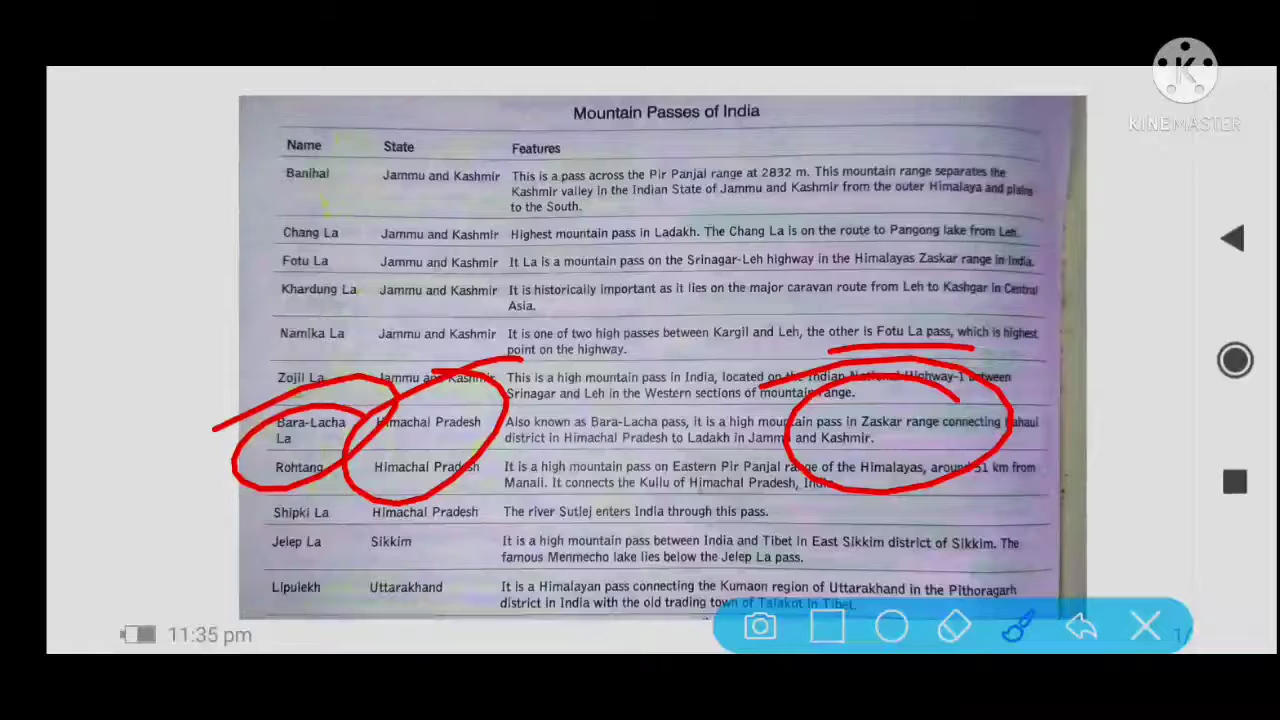 KINEMASTER
Mountain Passes of India
Name State Features
Banihal Jammu and Kashmir This is a pass across the Pir Panjal range at 2832 m. This mountain range separates the
Kashmir valley in the Indian State of Jammu and Kashmir from the outer Himalaya and plains
to the South.
Chang La Jammu and Kashmir Highest mountain pass in Ladakh. The Chang La is on the route to Pangong lake from Leh.
Fotu La Jammu and Kashmir It La is a mountain pass on the Srinagar-Leh highway in the Himalayas Zaskar range in India.
Khardung La Jammu and Kashmir It is historically important as it lies on the major caravan route from Leh to Kashgar in Central
Asia.
Namika La Jammu and Kashmir It is one of two high passes between Kargil and Leh, the other is Fotu La pass, which is highest
point on the highway.
Zojil La Jammu and Kashmir This is a high mountain pass in India, located on the Indian National Highway-1 between
Srinagar and Leh in the Western sections of mountain range.
Bara-Lacha Himachal Pradesh Also known as Bara-Lacha pass, it is a high mountain pass in Zaskar range connecting Lahaul
La district in Himachal Pradesh to Ladakh in Jammu and Kashmir.
Rohtang Himachal Pradesh It is a high mountain pass on Eastern Pir Panjal range of the Himalayas, around 51 km from
Manali. It connects the Kullu of Himachal Pradesh, India.
Shipki La Himachal Pradesh The river Sutlej enters India through this pass.
Jelep La Sikkim It is a high mountain pass between India and Tibet in East Sikkim district of Sikkim. The
famous Menmecho lake lies below the Jelep La pass.
Lipulekh Uttarakhand It is a Himalayan pass connecting the Kumaon region of Uttarakhand in the Pithoragarh
district in India with the old trading town of Talakot in Tibet.
11:35 pm
1/